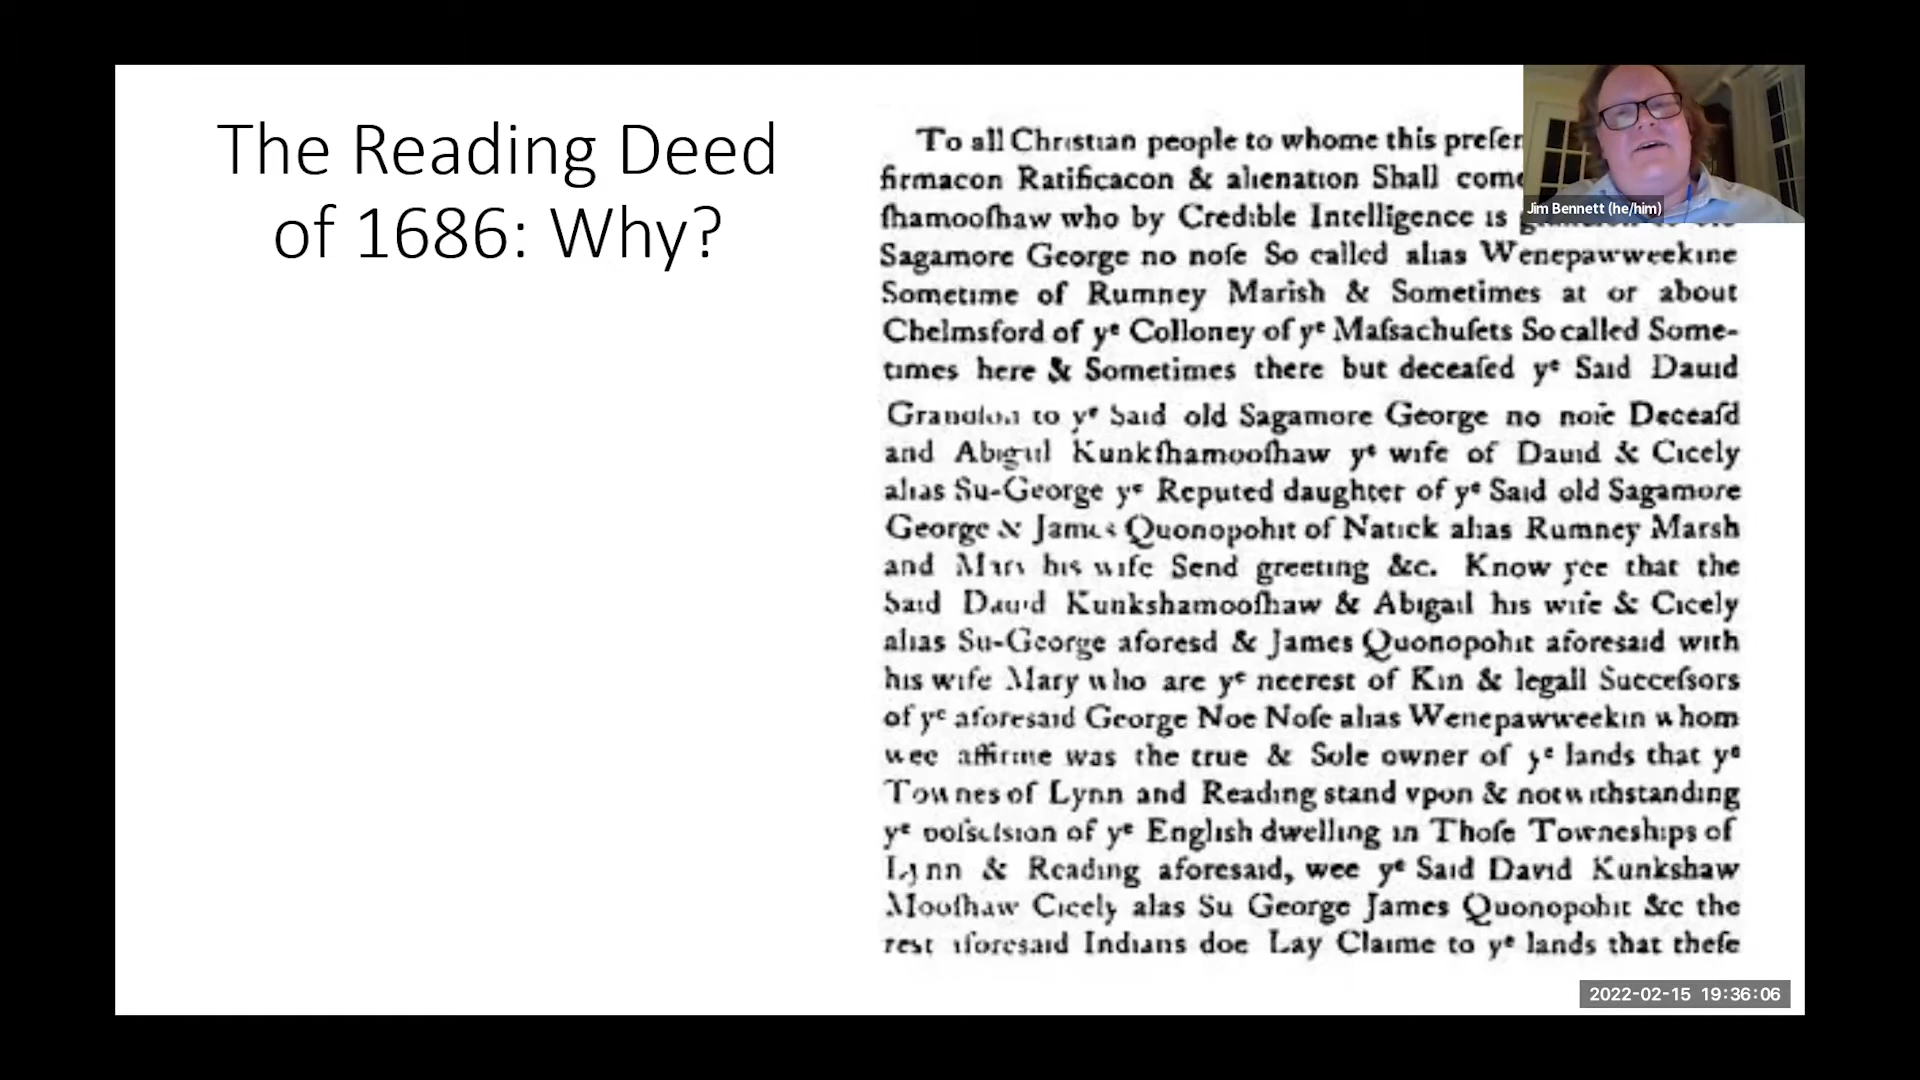 The Reading Deed
of 1686: Why?
To all Christian people to whome this preſen
firmacon Ratificacon & alienation Shall come
ſhamooſhaw who by Credible Intelligence is
Sagamore George no noſe So called alias Wenepawweekine
Sometime of Rumney Marish & Sometimes at or about
Chelmsford of yᵉ Colloney of yᵉ Maſsachuſets So called Some-
times here & Sometimes there but deceaſed yᵉ Said Dauid
Grandſon to yᵉ Said old Sagamore George no noſe Deceaſd
and Abigail Kunkſhamooſhaw yᵉ wife of Dauid & Cicely
alias Su-George yᵉ Reputed daughter of yᵉ Said old Sagamore
George & James Quonopohit of Natick alias Rumney Marsh
and Mary his wife Send greeting &c. Know yee that the
Said Dauid Kunkshamooſhaw & Abigail his wife & Cicely
alias Su-George aforesd & James Quonopohit aforesaid with
his wife Mary who are yᵉ neerest of Kin & legall Succeſsors
of yᵉ aforesaid George Noe Noſe alias Wenepawweekin whom
wee affirme was the true & Sole owner of yᵉ lands that yᵉ
Townes of Lynn and Reading stand vpon & notwithstanding
yᵉ poſseſsion of yᵉ English dwelling in Thoſe Towneships of
Lynn & Reading aforesaid, wee yᵉ Said David Kunkshaw
Mooſhaw Cicely alas Su George James Quonopohit &c the
rest aforesaid Indians doe Lay Claime to yᵉ lands that theſe
Jim Bennett (he/him)
2022-02-15 19:36:06